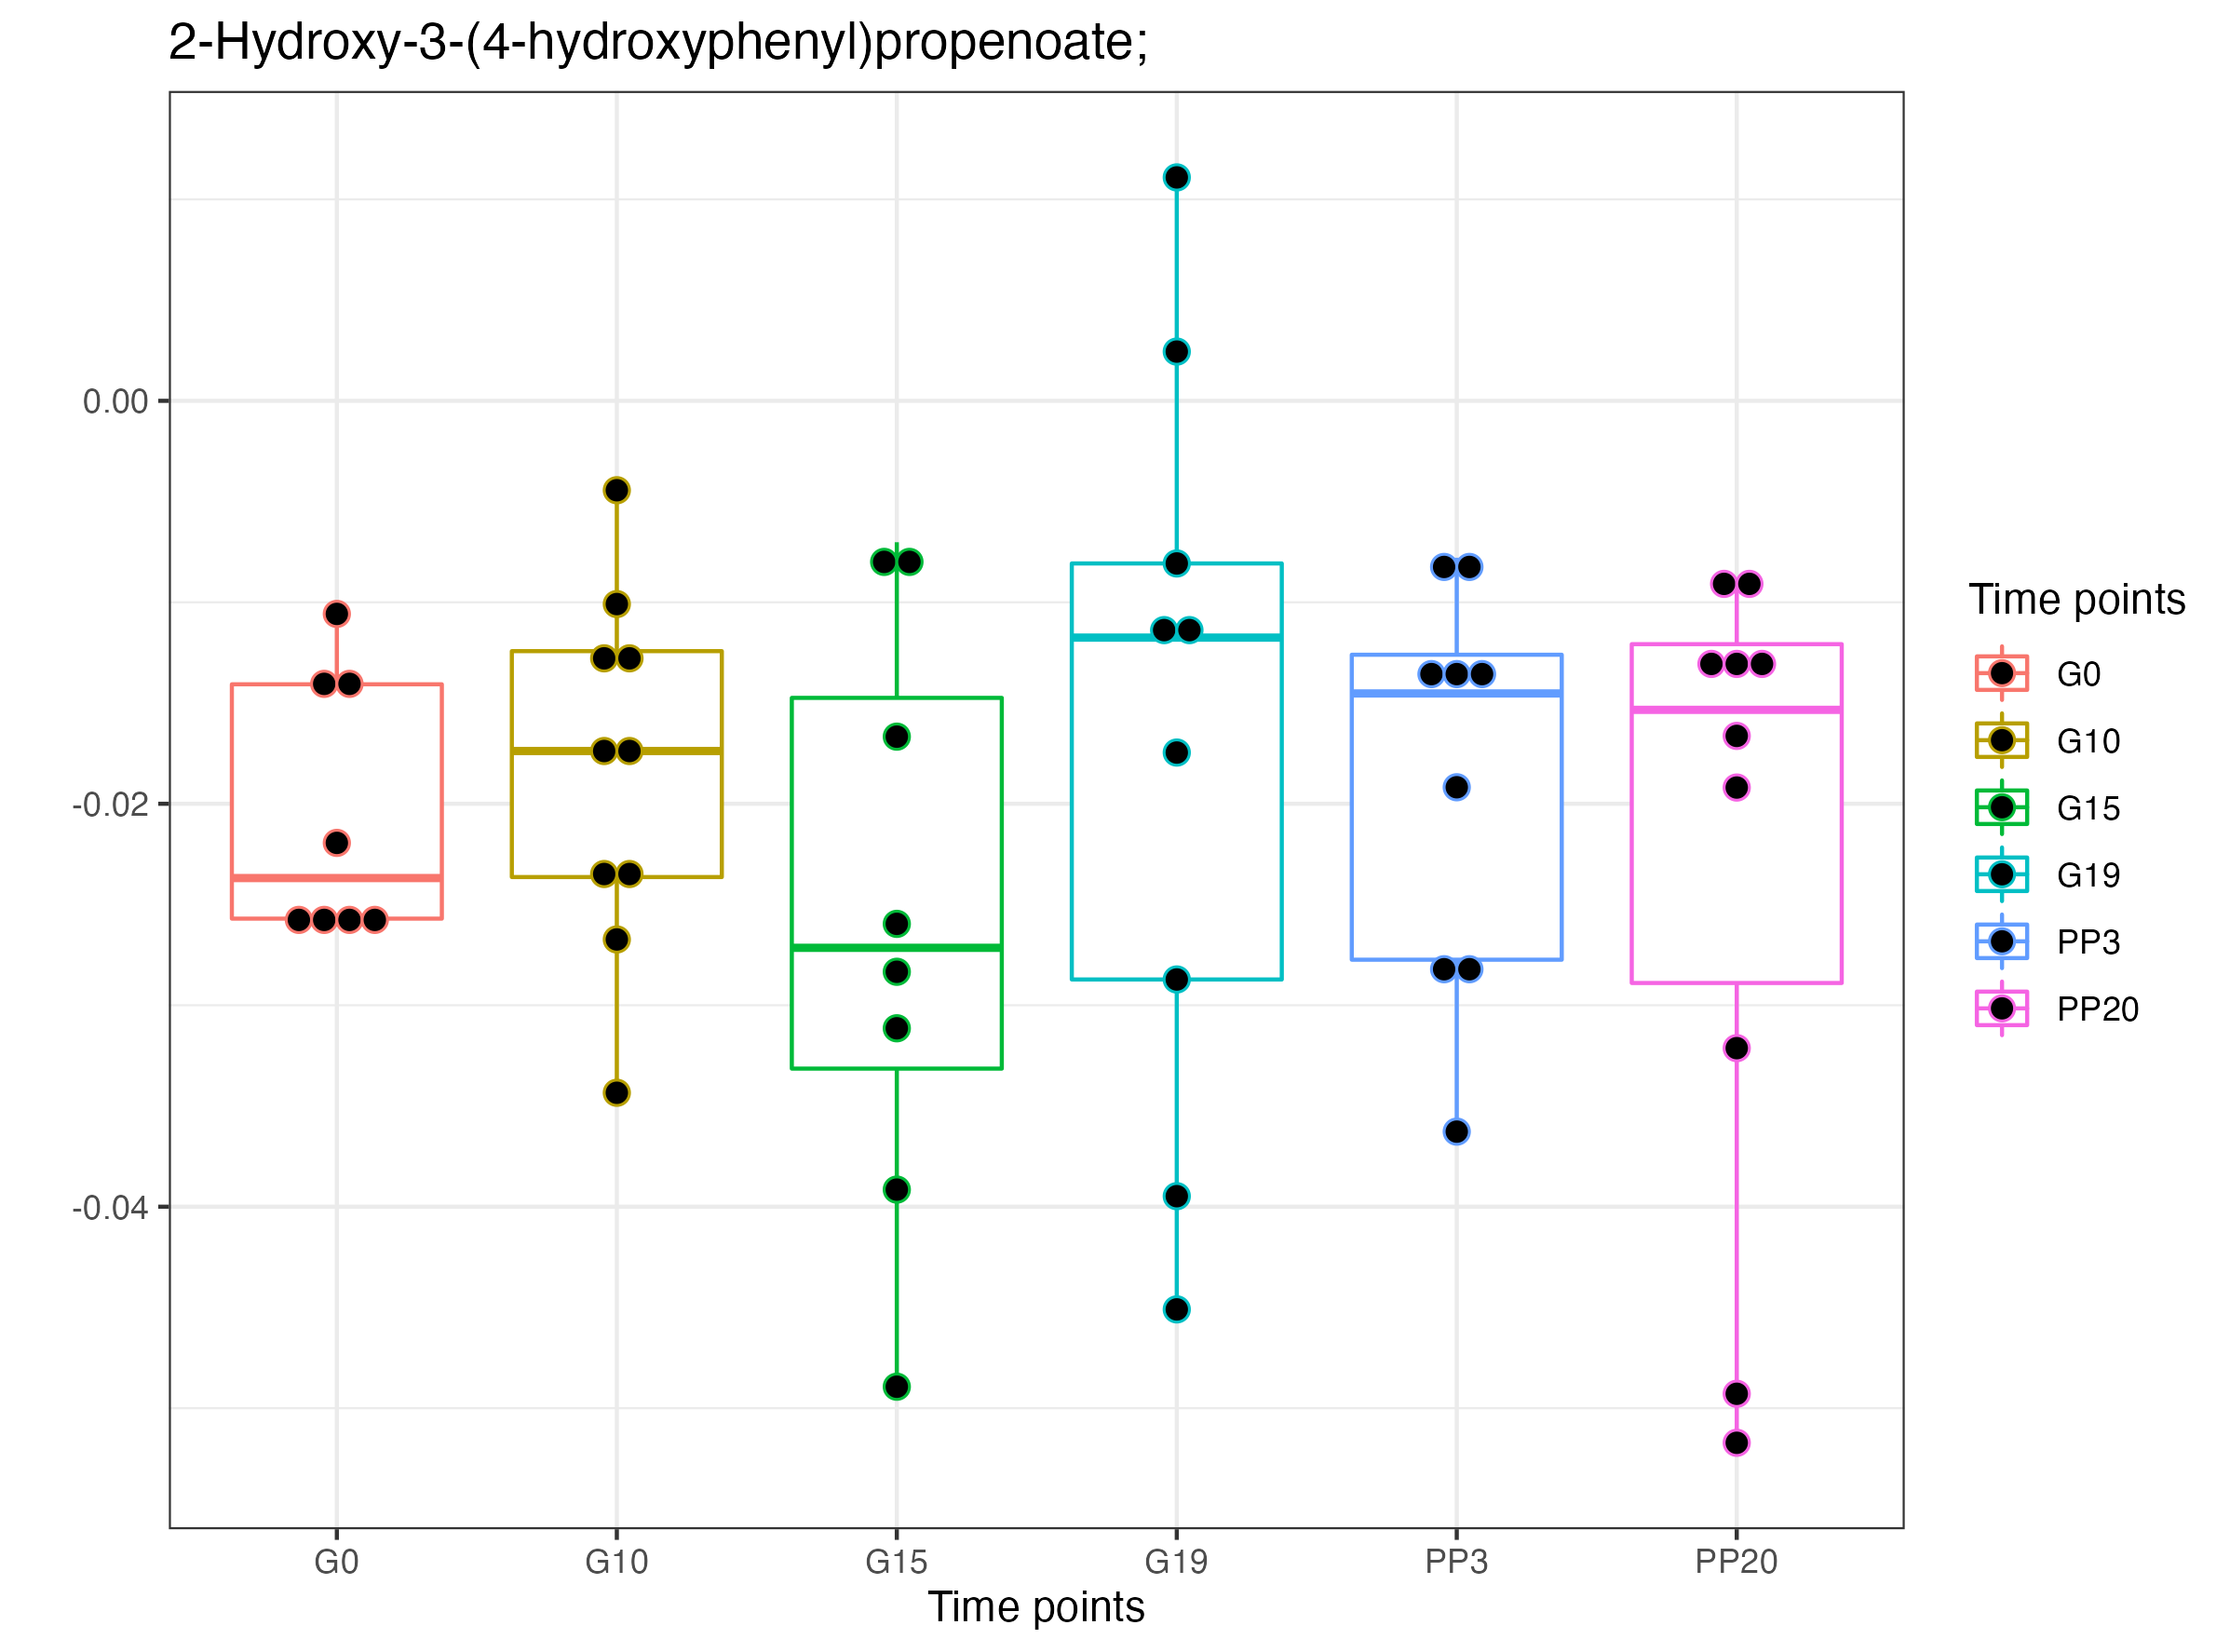 2-Hydroxy-3-(4-hydroxyphenyl)propenoate;
0.00
-0.02
-0.04
G0 G10 G15 G19 PP3 PP20
Time points
Time points
G0
G10
G15
G19
PP3
PP20